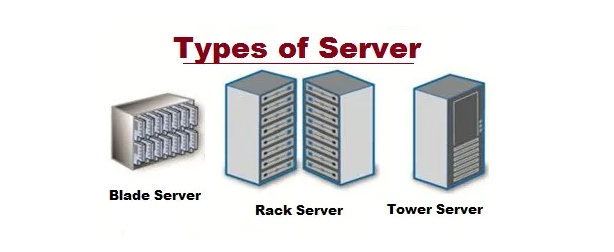 Types of Server
Blade Server
Rack Server
Tower Server